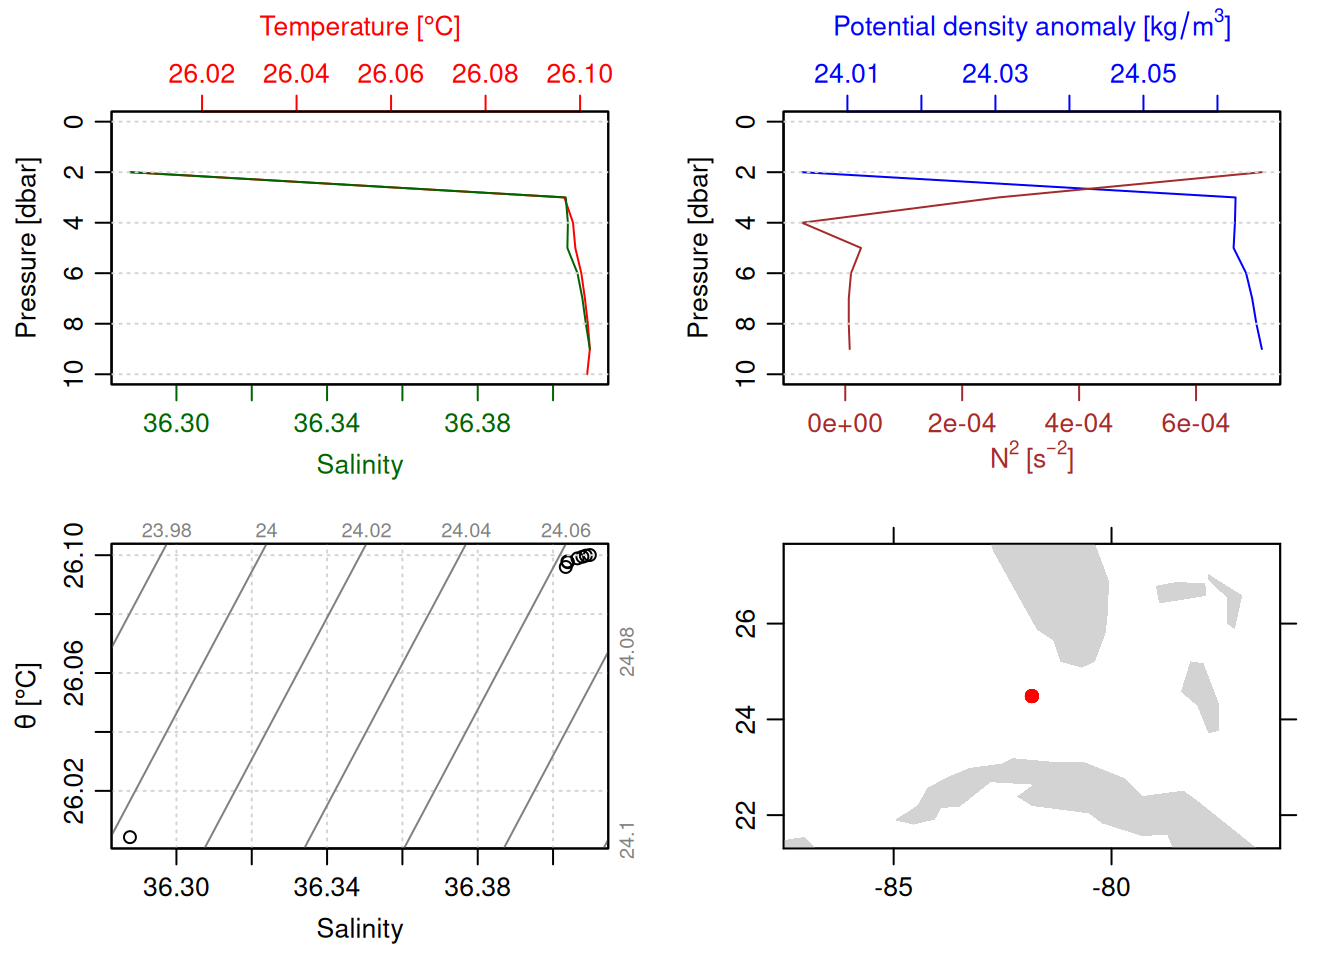 Temperature [°C]
26.02 26.04 26.06 26.08 26.10
Pressure [dbar]
0
2
4
6
8
10
36.30 36.34 36.38
Salinity
Potential density anomaly [kg/m³]
24.01 24.03 24.05
Pressure [dbar]
0
2
4
6
8
10
0e+00 2e-04 4e-04 6e-04
N² [s⁻²]
23.98 24 24.02 24.04 24.06
24.08
24.1
θ [°C]
26.10
26.06
26.02
36.30 36.34 36.38
Salinity
26
24
22
-85 -80